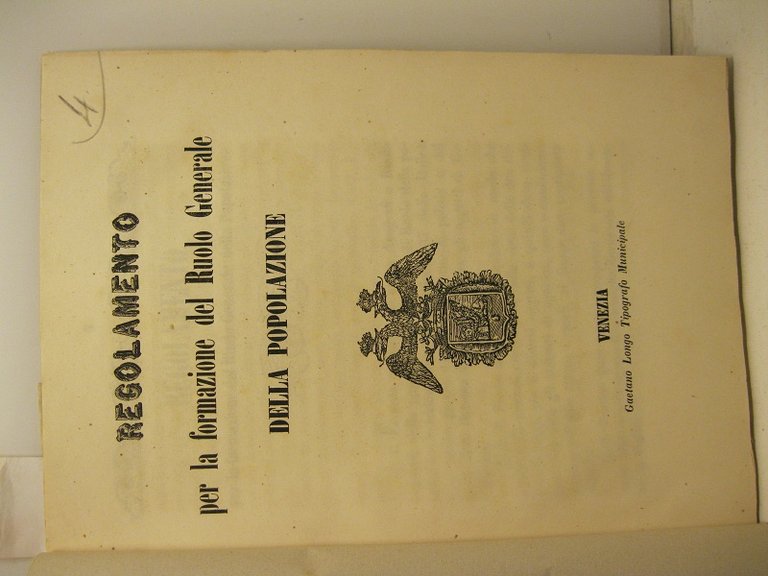 4
REGOLAMENTO
per la formazione del Ruolo Generale
DELLA POPOLAZIONE
VENEZIA
Gaetano Longo Tipografo Municipale